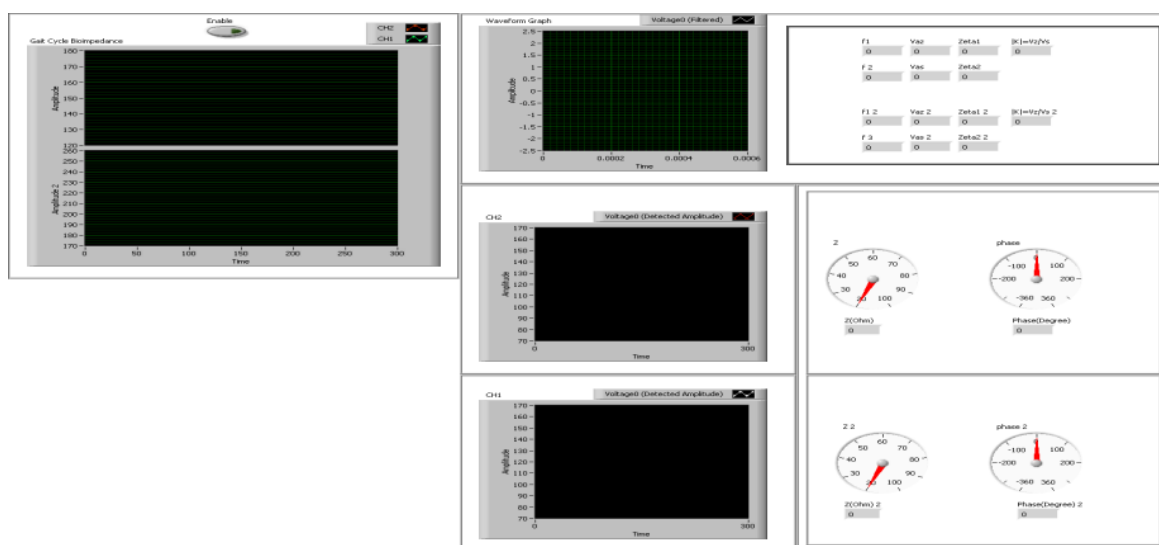 Enable
CH2
CH1
Gait Cycle Bioimpedance
180
170
160
150
140
130
120
Amplitude
260
250
240
230
220
210
200
190
180
170
Amplitude 2
0 50 100 150 200 250 300
Time
Waveform Graph Voltage0 (Filtered)
2.5
2
1.5
1
0.5
0
-0.5
-1
-1.5
-2
-2.5
Amplitude
0 0.0002 0.0004 0.0006
Time
f1 Vaz Zeta1 |K|=Vz/Vs
0 0 0 0
f 2 Vas Zeta2
0 0 0
f1 2 Vaz 2 Zeta1 2 |K|=Vz/Vs 2
0 0 0 0
f 3 Vas 2 Zeta2 2
0 0 0
CH2 Voltage0 (Detected Amplitude)
170
160
150
140
130
120
110
100
90
80
70
Amplitude
0 300
Time
Z
20 30 40 50 60 70 80 90 100
Z(Ohm)
0
phase
-360 -200 -100 0 100 200 360
Phase(Degree)
0
CH1 Voltage0 (Detected Amplitude)
170
160
150
140
130
120
110
100
90
80
70
Amplitude
0 300
Time
Z 2
20 30 40 50 60 70 80 90 100
Z(Ohm) 2
0
phase 2
-360 -200 -100 0 100 200 360
Phase(Degree) 2
0